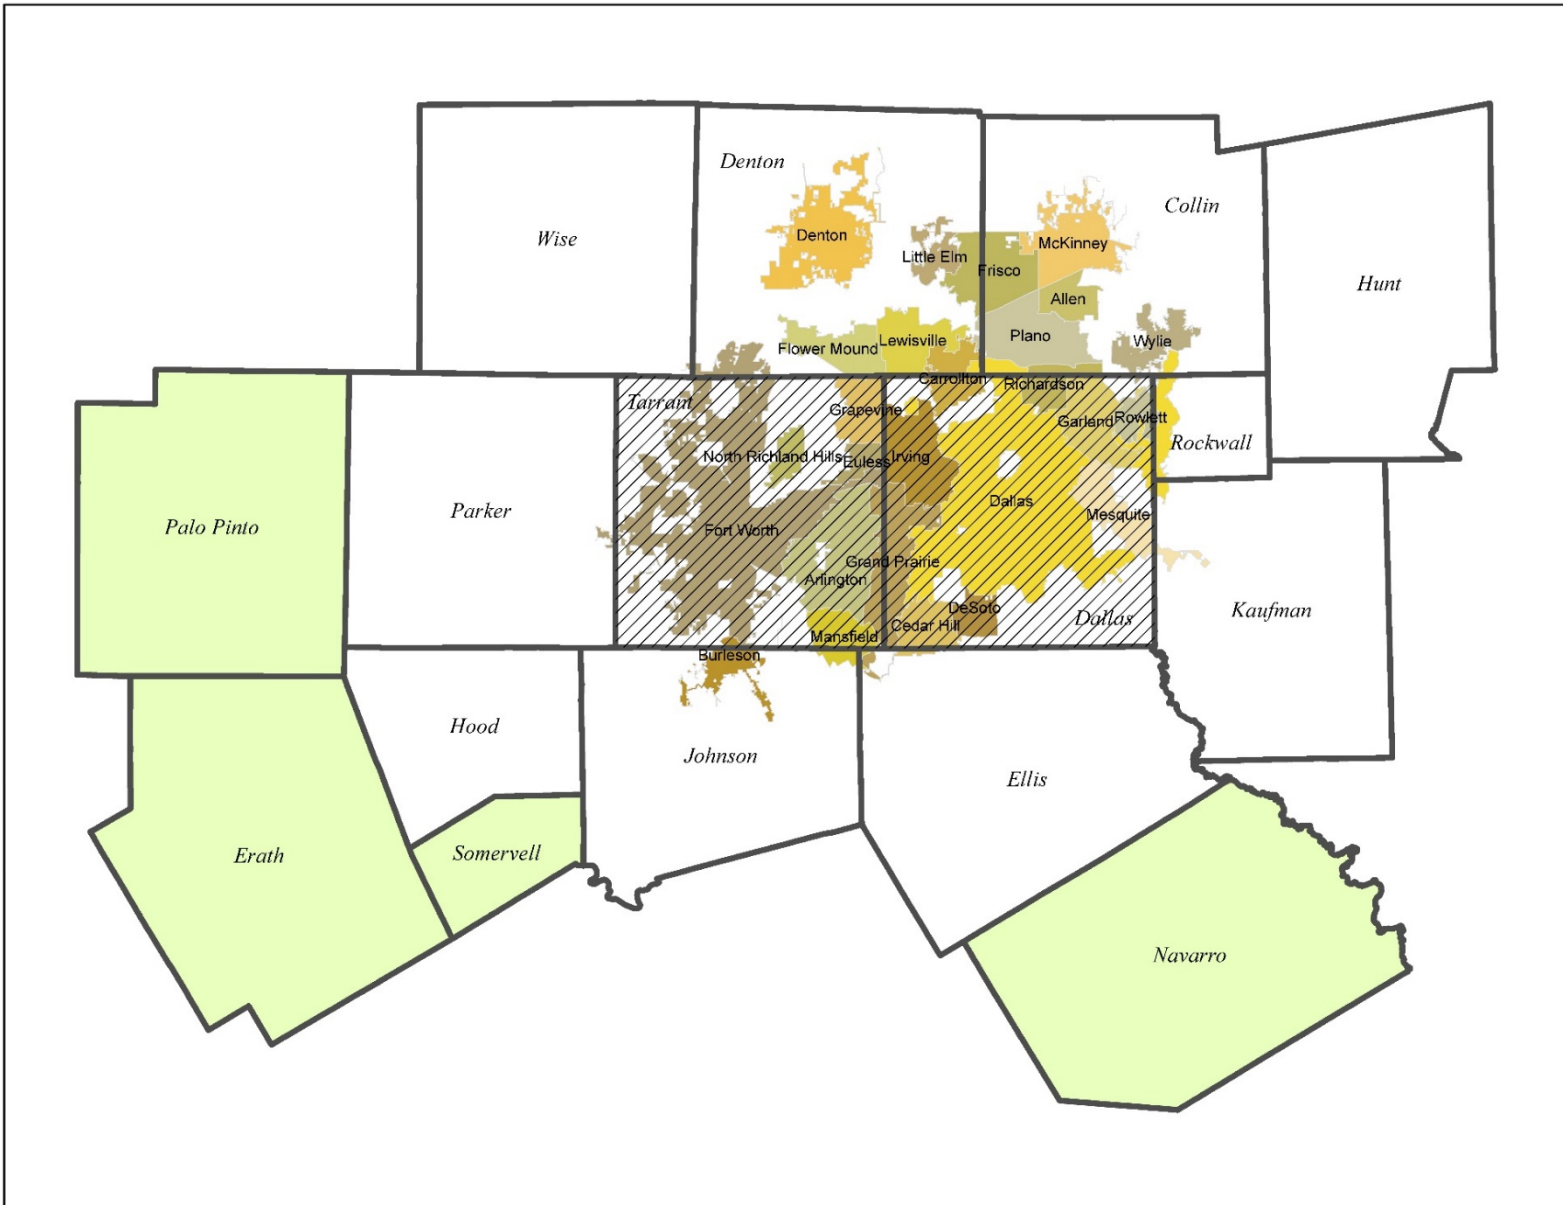 Denton
Collin
Wise
Denton
McKinney
Little Elm
Frisco
Hunt
Allen
Plano
Wylie
Lewisville
Flower Mound
Carrollton
Richardson
Tarrant
Grapevine
Garland
Rowlett
Rockwall
North Richland Hills
Euless
Irving
Dallas
Parker
Mesquite
Palo Pinto
Fort Worth
Grand Prairie
Arlington
DeSoto
Kaufman
Dallas
Cedar Hill
Mansfield
Burleson
Hood
Johnson
Ellis
Somervell
Erath
Navarro